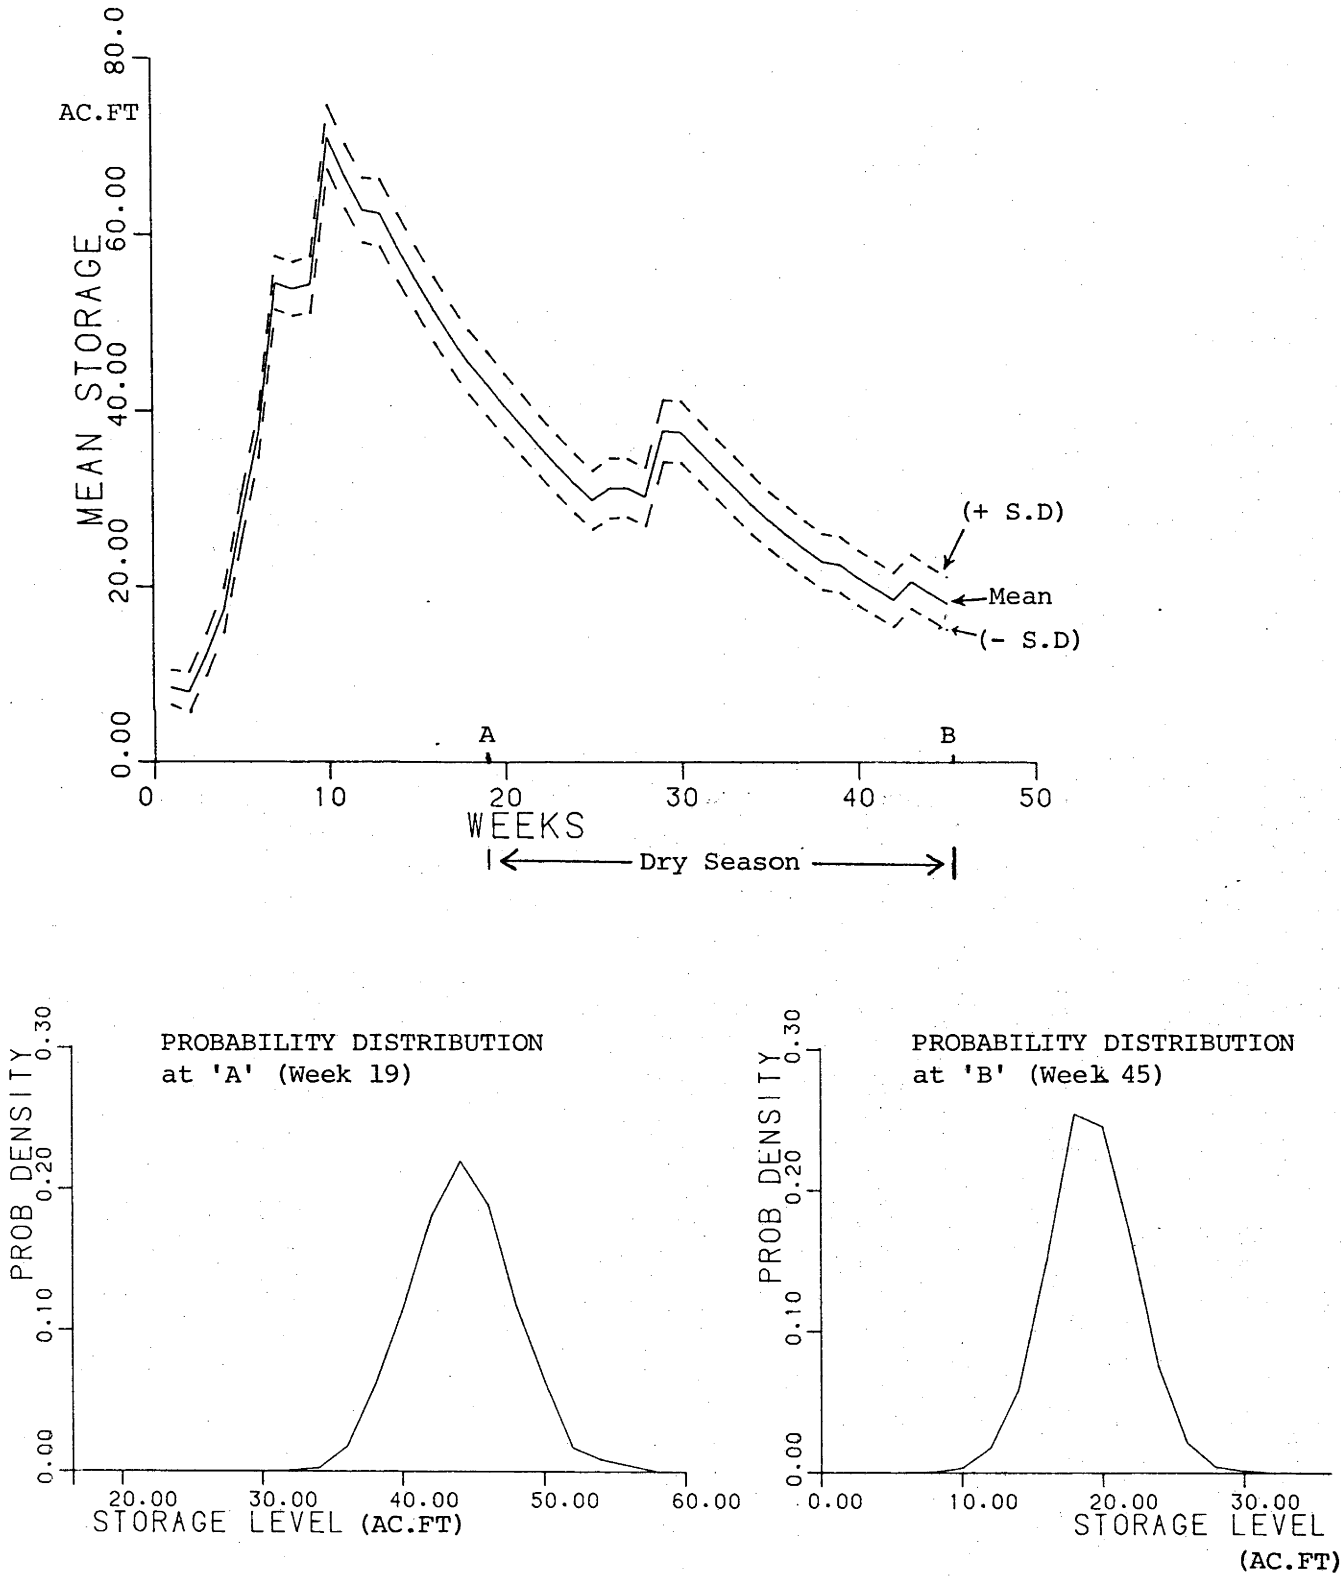 80.0
AC.FT
60.00
MEAN STORAGE
40.00
(+ S.D)
20.00
Mean
(- S.D)
A
B
0.00
0 10 20 30 40 50
WEEKS
Dry Season
PROBABILITY DISTRIBUTION
at 'A' (Week 19)
0.30
PROB DENSITY
0.20
0.10
0.00
20.00 30.00 40.00 50.00 60.00
STORAGE LEVEL (AC.FT)
PROBABILITY DISTRIBUTION
at 'B' (Week 45)
0.30
PROB DENSITY
0.20
0.10
0.00
0.00 10.00 20.00 30.00
STORAGE LEVEL
(AC.FT)